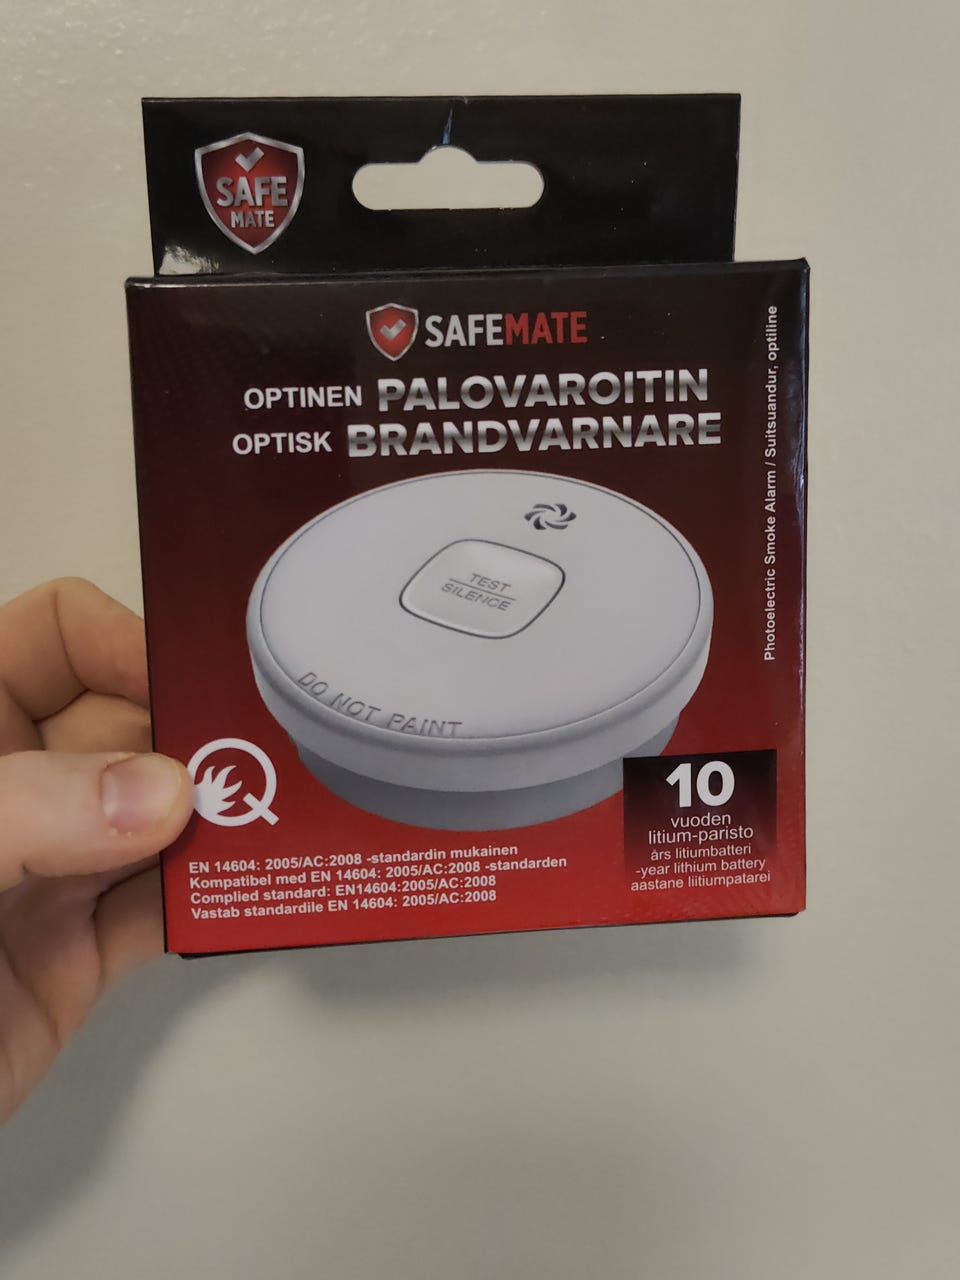 SAFE
MATE
SAFEMATE
OPTINEN PALOVAROITIN
OPTISK BRANDVARNARE
Photoelectric Smoke Alarm / Suitsuandur, optiline
TEST
SILENCE
DO NOT PAINT
10
vuoden
litium-paristo
års litiumbatteri
-year lithium battery
aastane liitiumpatarei
EN 14604: 2005/AC:2008 -standardin mukainen
Kompatibel med EN 14604: 2005/AC:2008 -standarden
Complied standard: EN14604:2005/AC:2008
Vastab standardile EN 14604: 2005/AC:2008